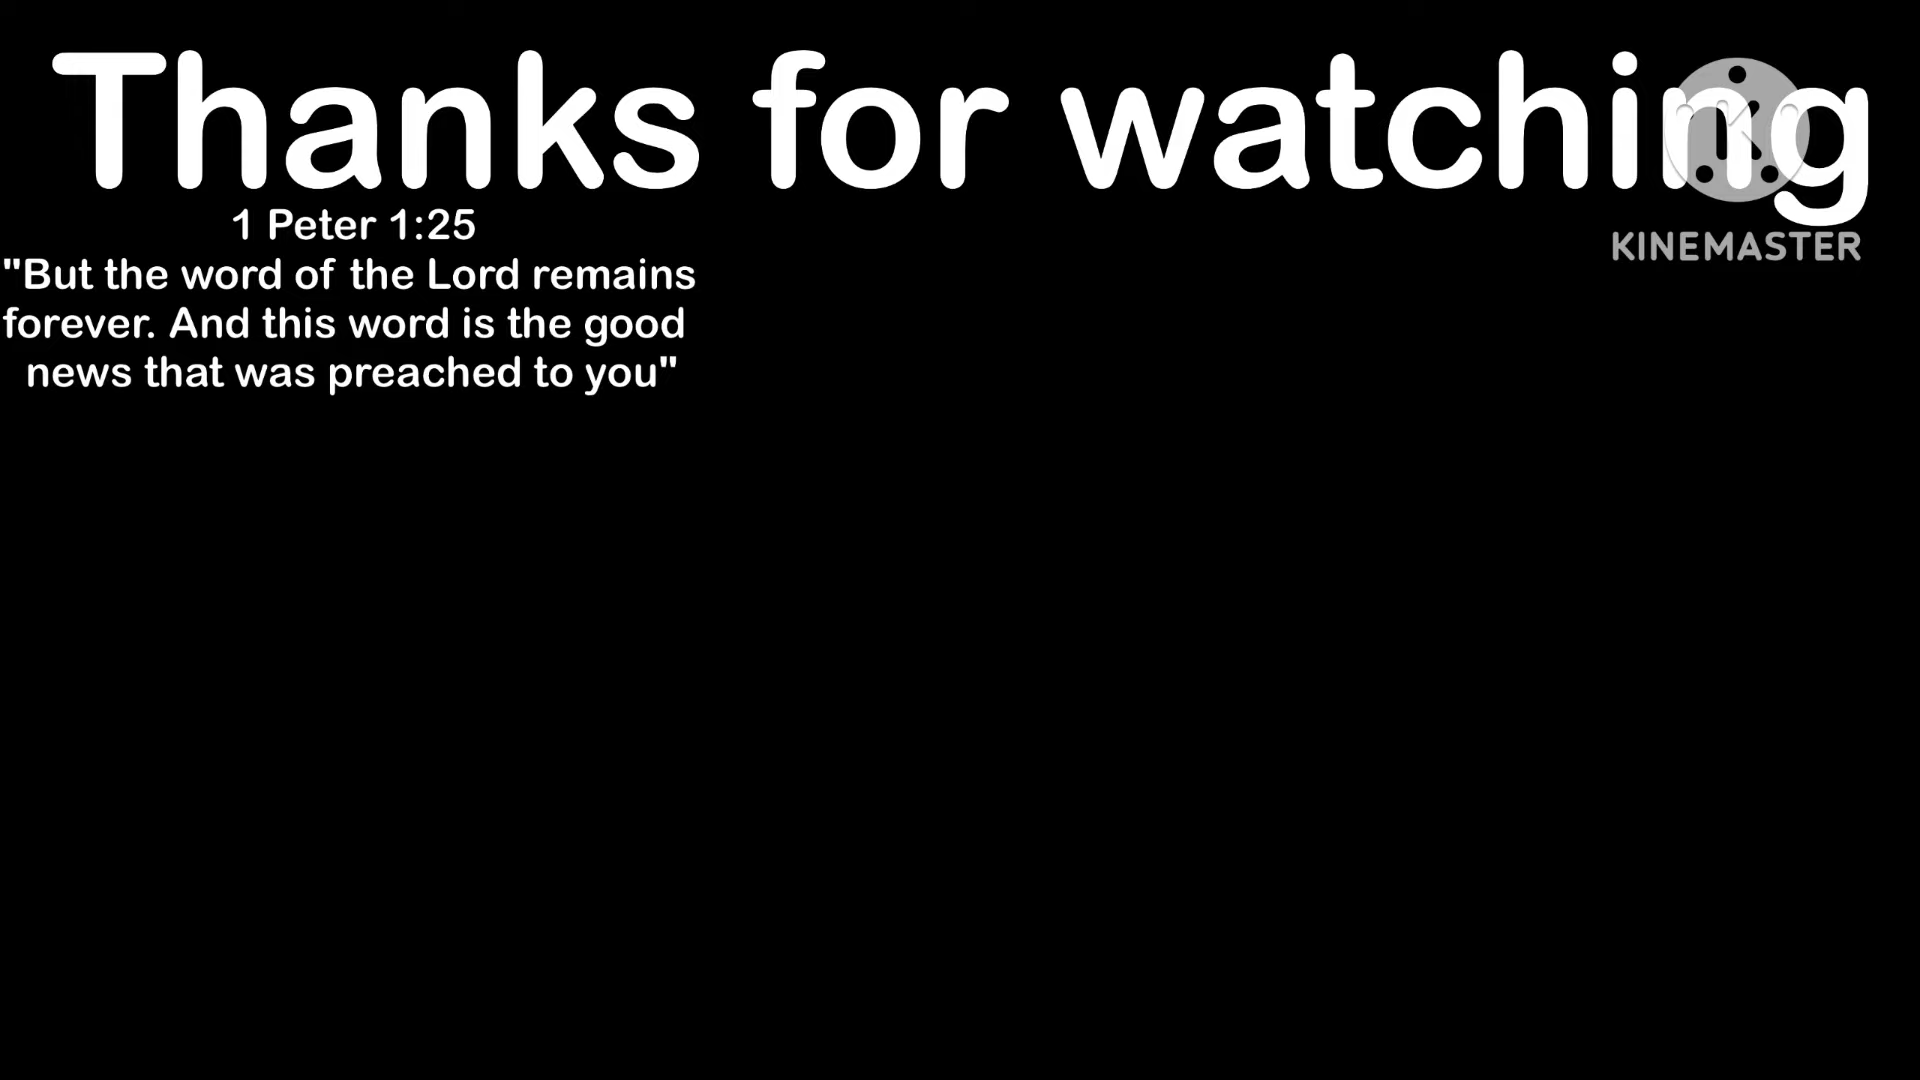 Thanks for watching
KINEMASTER
1 Peter 1:25
"But the word of the Lord remains
forever. And this word is the good
news that was preached to you"